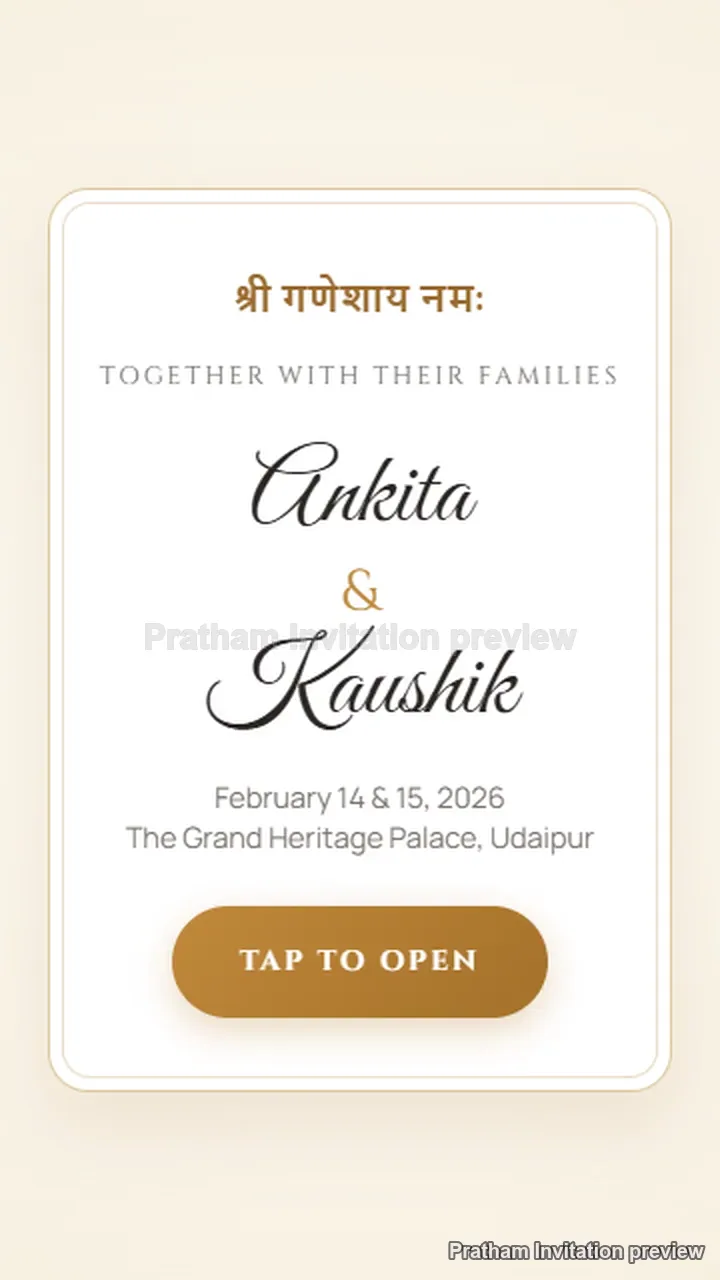 श्री गणेशाय नमः
TOGETHER WITH THEIR FAMILIES
Ankita
&
Pratham Invitation preview
Kaushik
February 14 & 15, 2026
The Grand Heritage Palace, Udaipur
TAP TO OPEN
Pratham Invitation preview